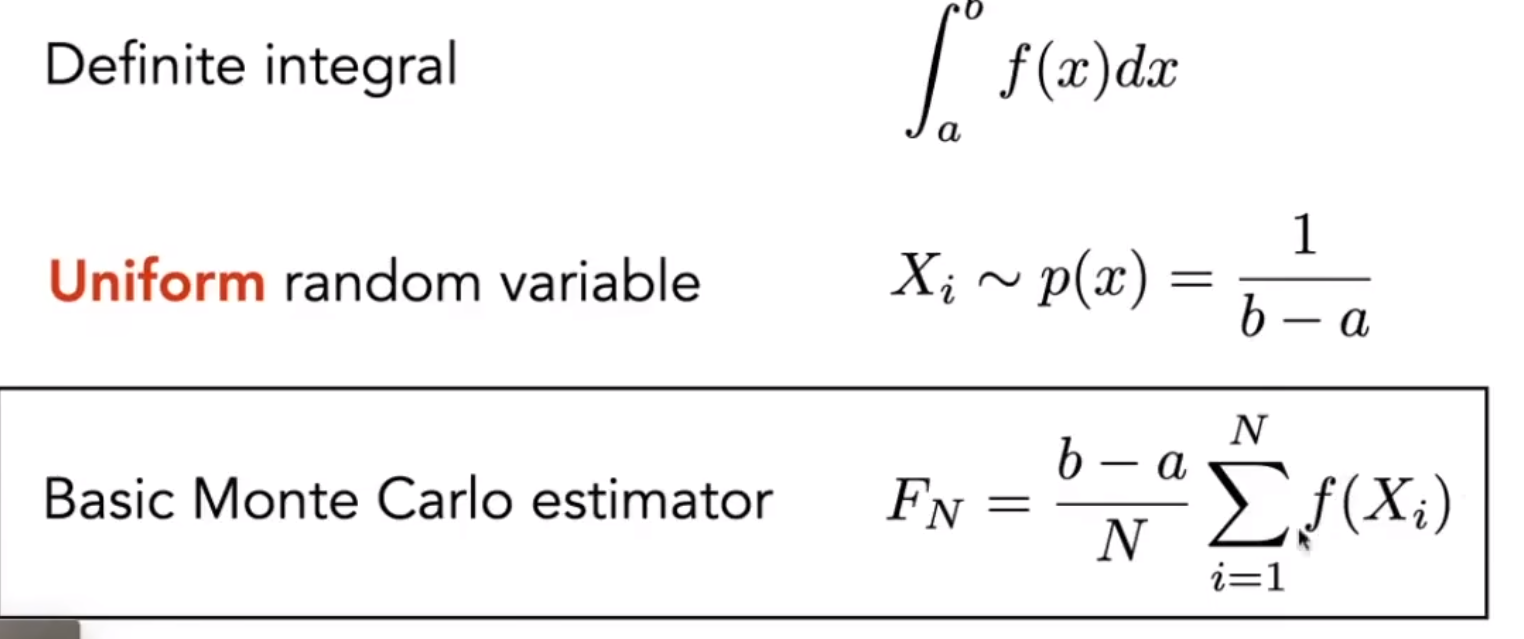 Definite integral ∫_a^b f(x)dx
Uniform random variable X_i ∼ p(x) = 1/(b − a)
Basic Monte Carlo estimator F_N = (b − a)/N ∑_{i=1}^{N} f(X_i)